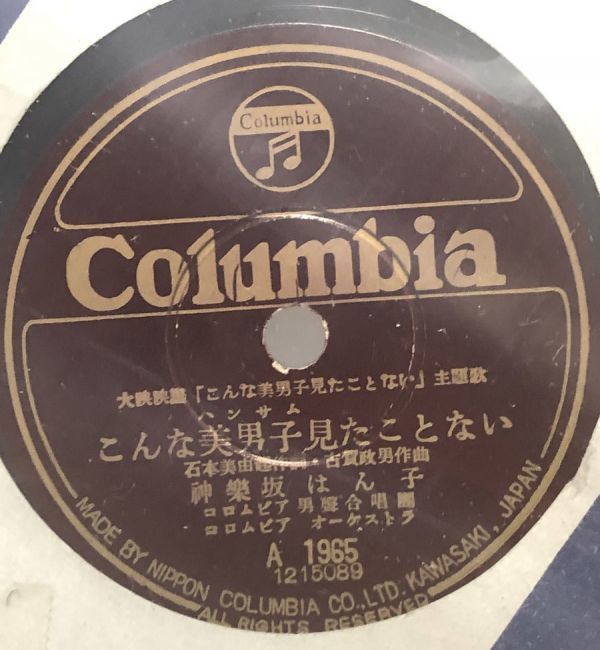 Columbia
Columbia
大映映畫「こんな美男子見たことない」主題歌
ハンサム
こんな美男子見たことない
石本美由起作詞・古賀政男作曲
神樂坂はん子
コロムビア男聲合唱團
コロムビア オーケストラ
A 1965
1215089
MADE BY NIPPON COLUMBIA CO., LTD. KAWASAKI, JAPAN
ALL RIGHTS RESERVED